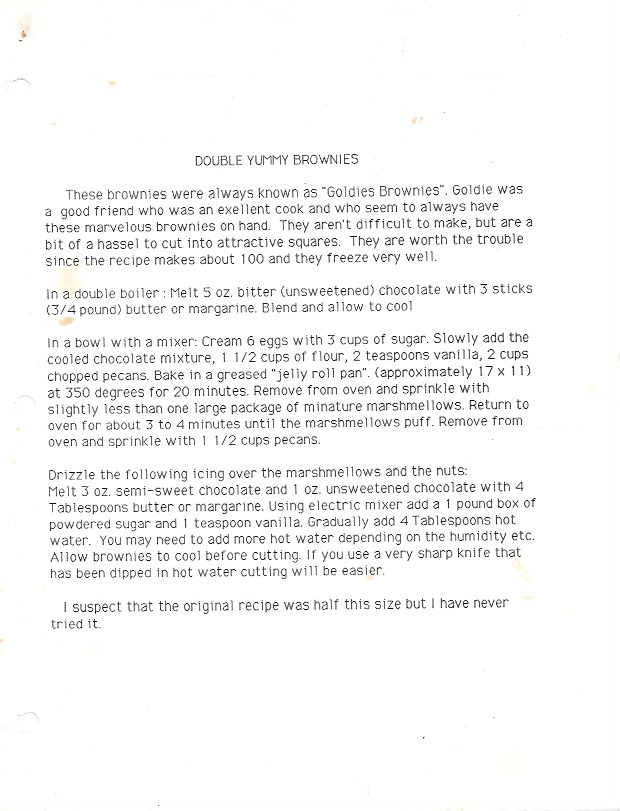 DOUBLE YUMMY BROWNIES
These brownies were always known as "Goldies Brownies". Goldie was
a good friend who was an exellent cook and who seem to always have
these marvelous brownies on hand. They aren't difficult to make, but are a
bit of a hassel to cut into attractive squares. They are worth the trouble
since the recipe makes about 100 and they freeze very well.
In a double boiler : Melt 5 oz. bitter (unsweetened) chocolate with 3 sticks
(3/4 pound) butter or margarine. Blend and allow to cool
In a bowl with a mixer: Cream 6 eggs with 3 cups of sugar. Slowly add the
cooled chocolate mixture, 1 1/2 cups of flour, 2 teaspoons vanilla, 2 cups
chopped pecans. Bake in a greased "jelly roll pan". (approximately 17 x 11)
at 350 degrees for 20 minutes. Remove from oven and sprinkle with
slightly less than one large package of minature marshmellows. Return to
oven for about 3 to 4 minutes until the marshmellows puff. Remove from
oven and sprinkle with 1 1/2 cups pecans.
Drizzle the following icing over the marshmellows and the nuts:
Melt 3 oz. semi-sweet chocolate and 1 oz. unsweetened chocolate with 4
Tablespoons butter or margarine. Using electric mixer add a 1 pound box of
powdered sugar and 1 teaspoon vanilla. Gradually add 4 Tablespoons hot
water. You may need to add more hot water depending on the humidity etc.
Allow brownies to cool before cutting. If you use a very sharp knife that
has been dipped in hot water cutting will be easier.
I suspect that the original recipe was half this size but I have never
tried it.